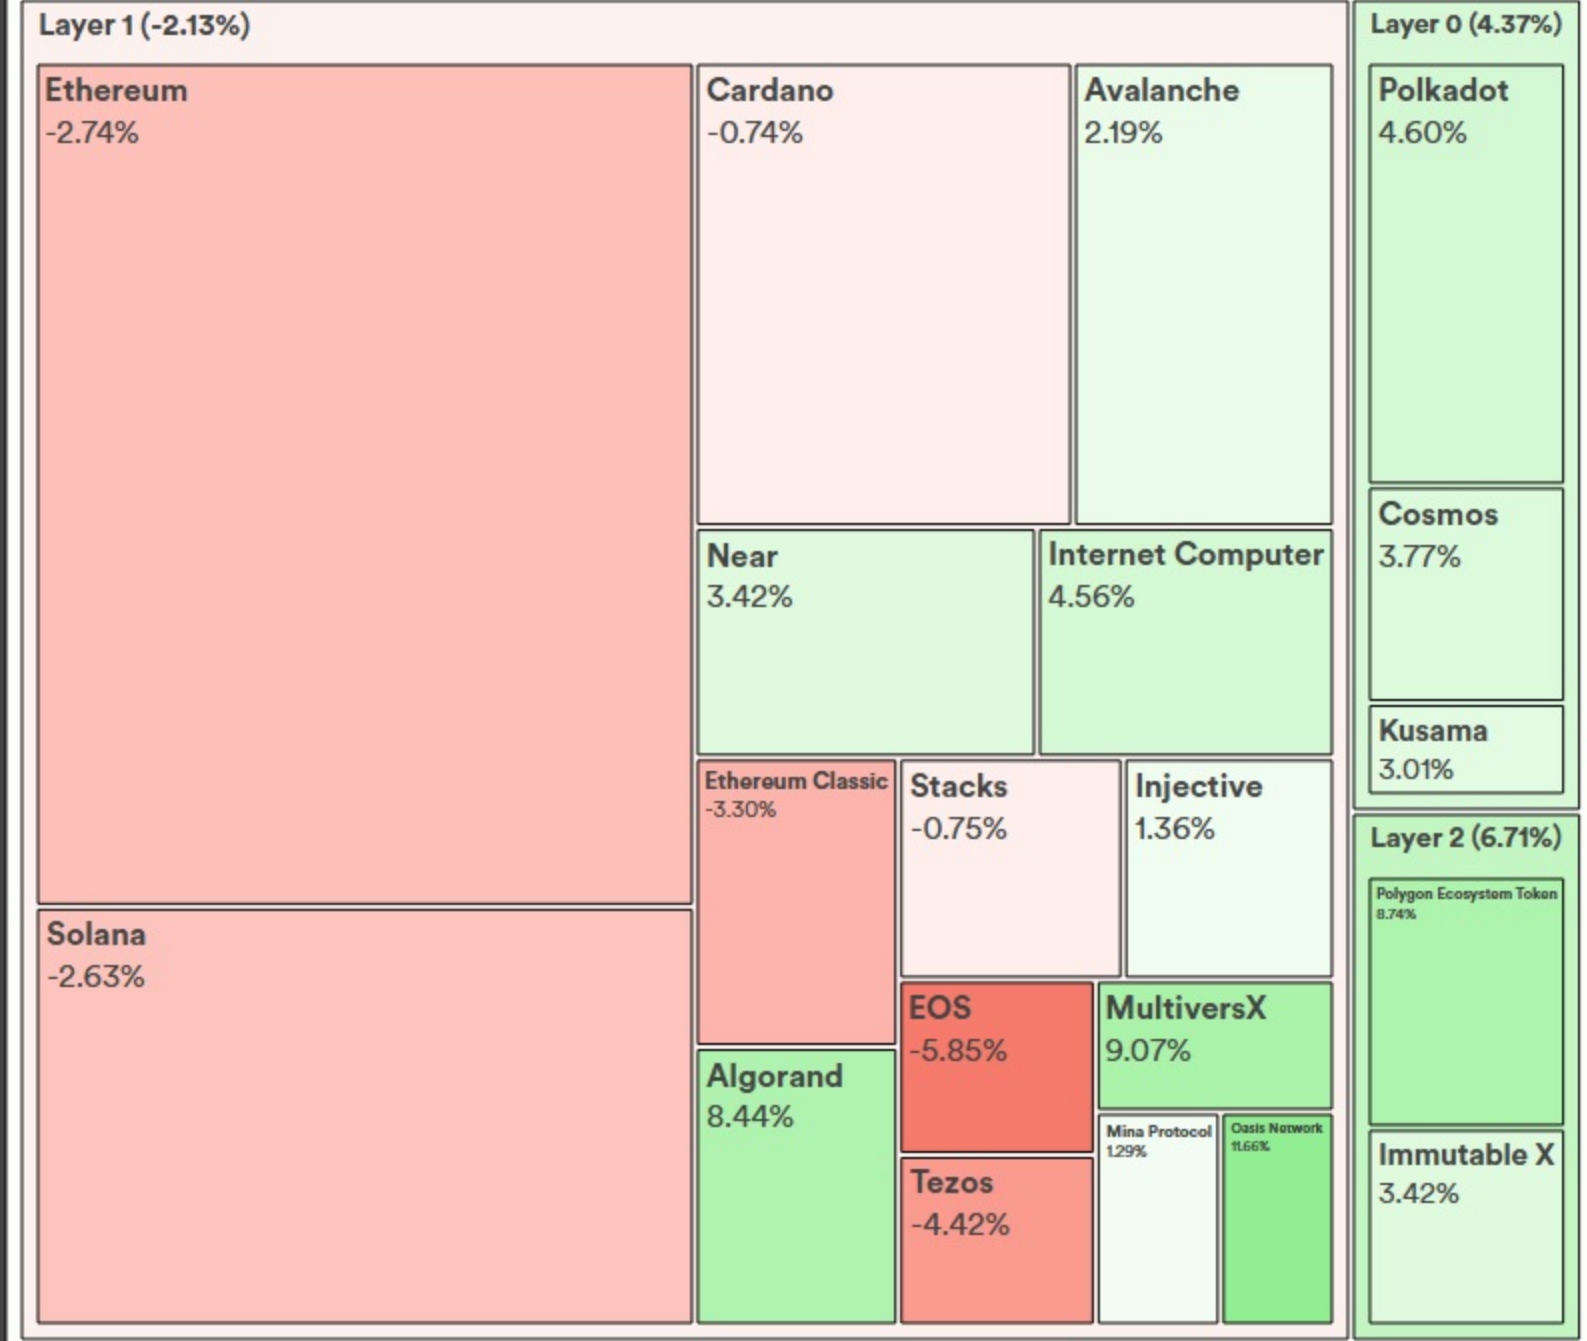 Layer 1 (-2.13%)
Ethereum
-2.74%
Solana
-2.63%
Cardano
-0.74%
Avalanche
2.19%
Near
3.42%
Internet Computer
4.56%
Ethereum Classic
-3.30%
Stacks
-0.75%
Injective
1.36%
Algorand
8.44%
EOS
-5.85%
MultiversX
9.07%
Tezos
-4.42%
Mina Protocol
1.29%
Oasis Network
11.66%
Layer 0 (4.37%)
Polkadot
4.60%
Cosmos
3.77%
Kusama
3.01%
Layer 2 (6.71%)
Polygon Ecosystem Token
8.74%
Immutable X
3.42%